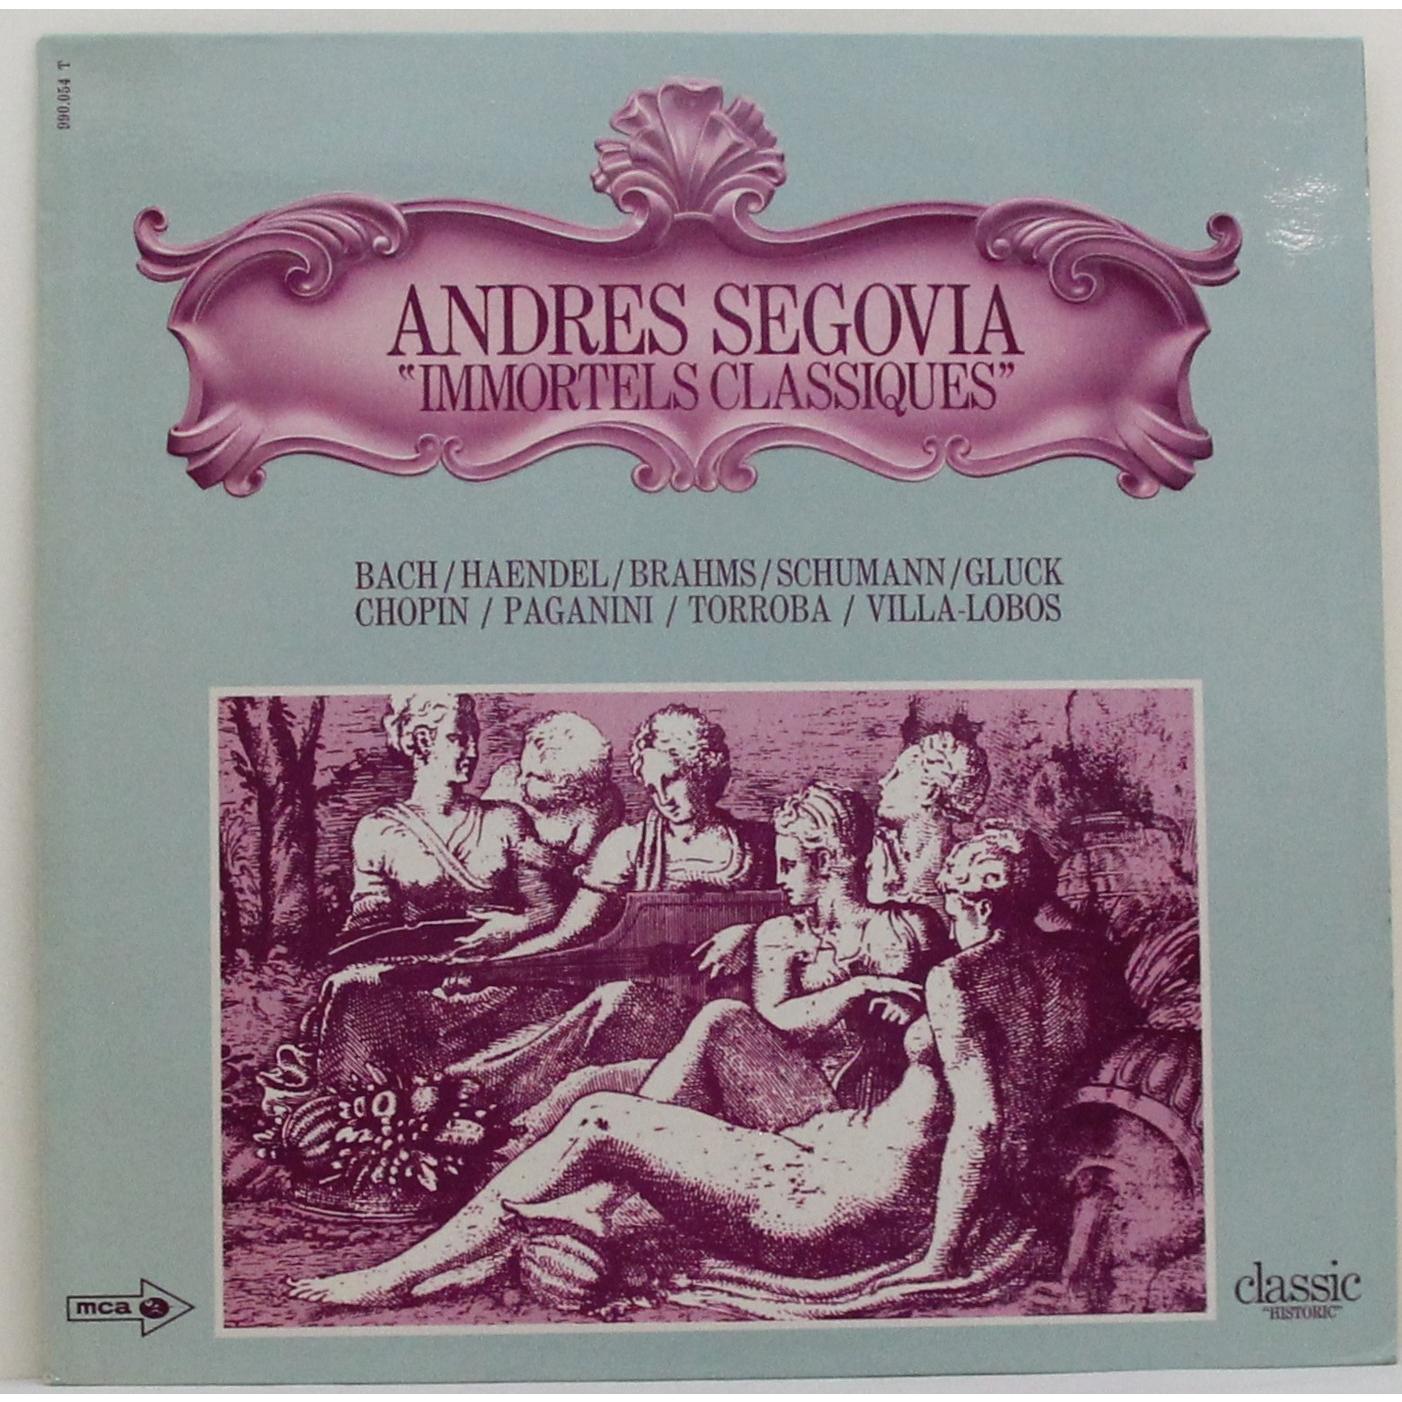 990.054 T
ANDRES SEGOVIA
"IMMORTELS CLASSIQUES"
BACH / HAENDEL / BRAHMS / SCHUMANN / GLUCK
CHOPIN / PAGANINI / TORROBA / VILLA-LOBOS
mca
classic
"HISTORIC"